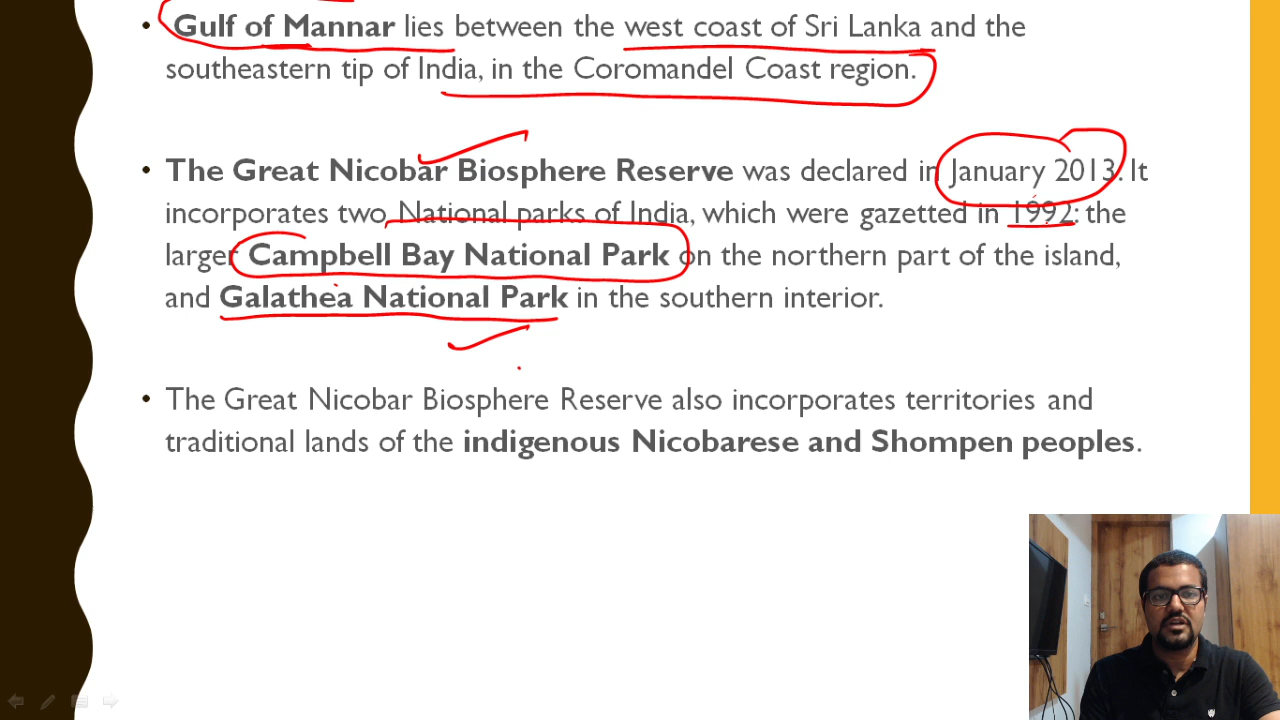 • Gulf of Mannar lies between the west coast of Sri Lanka and the
southeastern tip of India, in the Coromandel Coast region.
• The Great Nicobar Biosphere Reserve was declared in January 2013. It
incorporates two National parks of India, which were gazetted in 1992: the
larger Campbell Bay National Park on the northern part of the island,
and Galathea National Park in the southern interior.
• The Great Nicobar Biosphere Reserve also incorporates territories and
traditional lands of the indigenous Nicobarese and Shompen peoples.